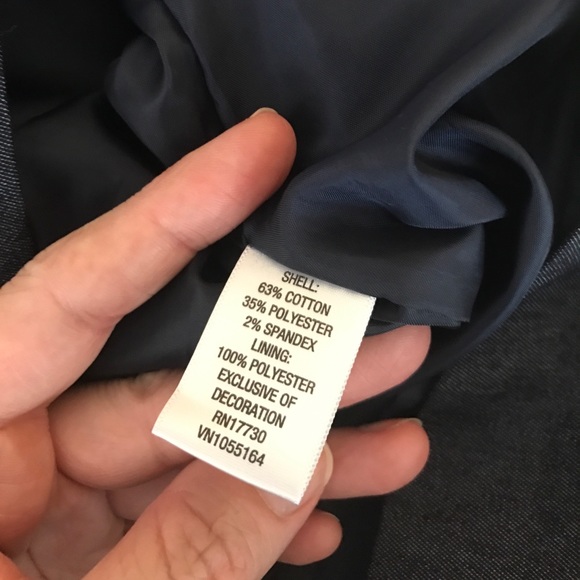 SHELL:
63% COTTON
35% POLYESTER
2% SPANDEX
LINING:
100% POLYESTER
EXCLUSIVE OF
DECORATION
RN17730
VN1055164